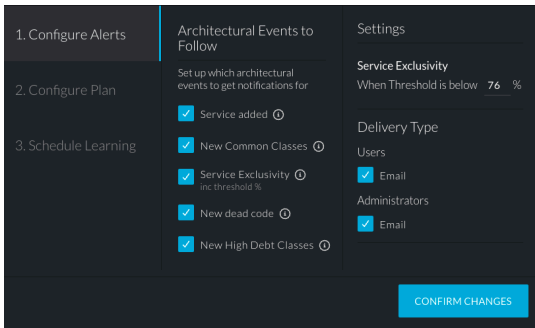 1. Configure Alerts
2. Configure Plan
3. Schedule Learning
Architectural Events to
Follow
Set up which architectural
events to get notifications for
Service added
New Common Classes
Service Exclusivity
inc threshold %
New dead code
New High Debt Classes
Settings
Service Exclusivity
When Threshold is below 76 %
Delivery Type
Users
Email
Administrators
Email
CONFIRM CHANGES